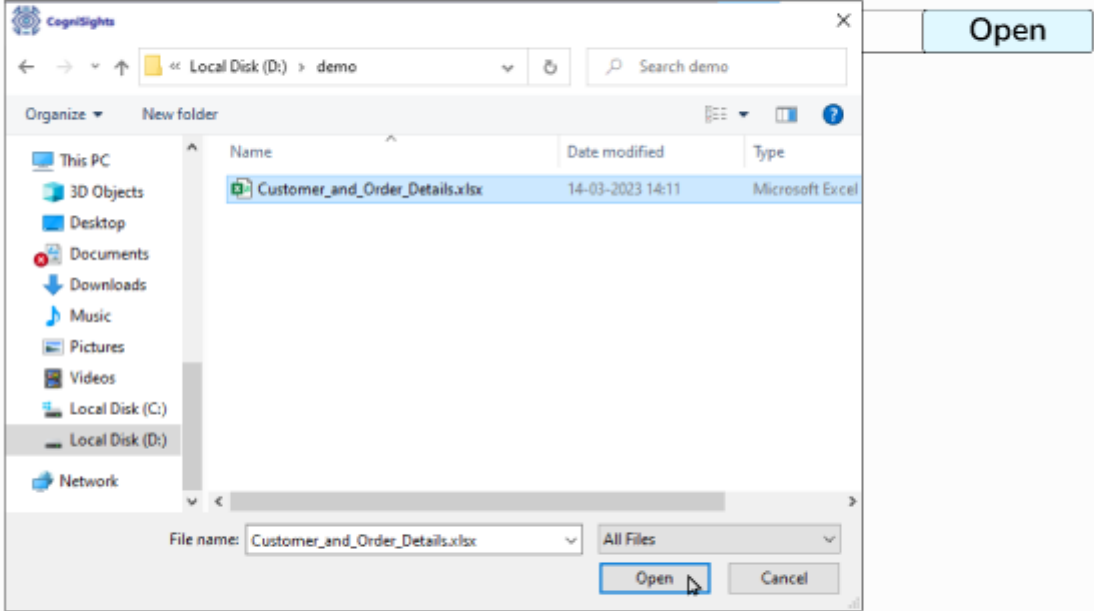 CogniSights
Open
« Local Disk (D:) › demo
Search demo
Organize
New folder
Name
Date modified
Type
This PC
Customer_and_Order_Details.xlsx
14-03-2023 14:11
Microsoft Excel
3D Objects
Desktop
Documents
Downloads
Music
Pictures
Videos
Local Disk (C:)
Local Disk (D:)
Network
File name:
Customer_and_Order_Details.xlsx
All Files
Open
Cancel